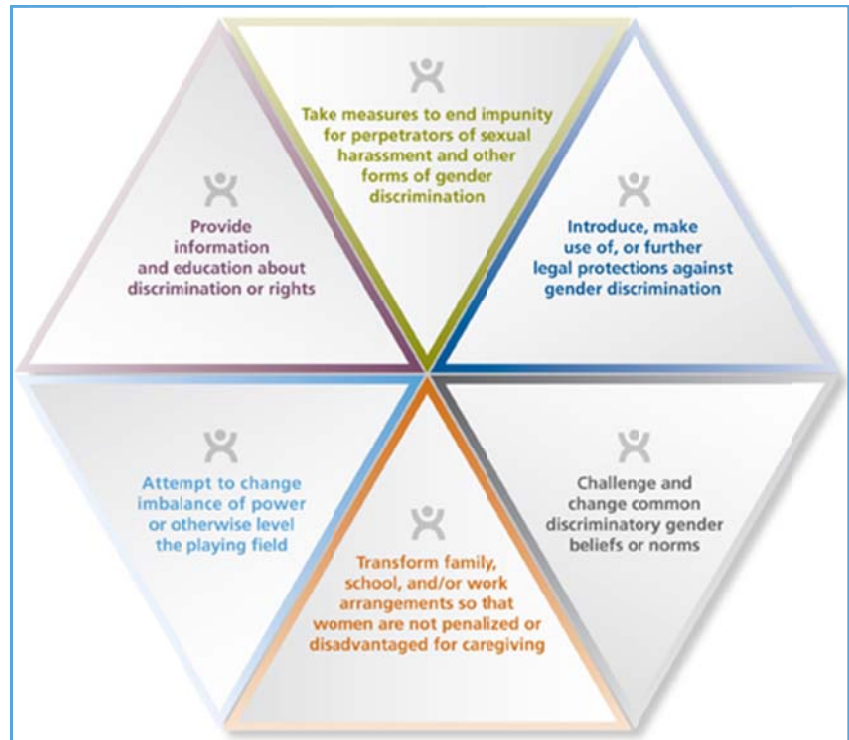 Take measures to end impunity
for perpetrators of sexual
harassment and other
forms of gender
discrimination
Provide
information
and education about
discrimination or rights
Introduce, make
use of, or further
legal protections against
gender discrimination
Attempt to change
imbalance of power
or otherwise level
the playing field
Transform family,
school, and/or work
arrangements so that
women are not penalized or
disadvantaged for caregiving
Challenge and
change common
discriminatory gender
beliefs or norms